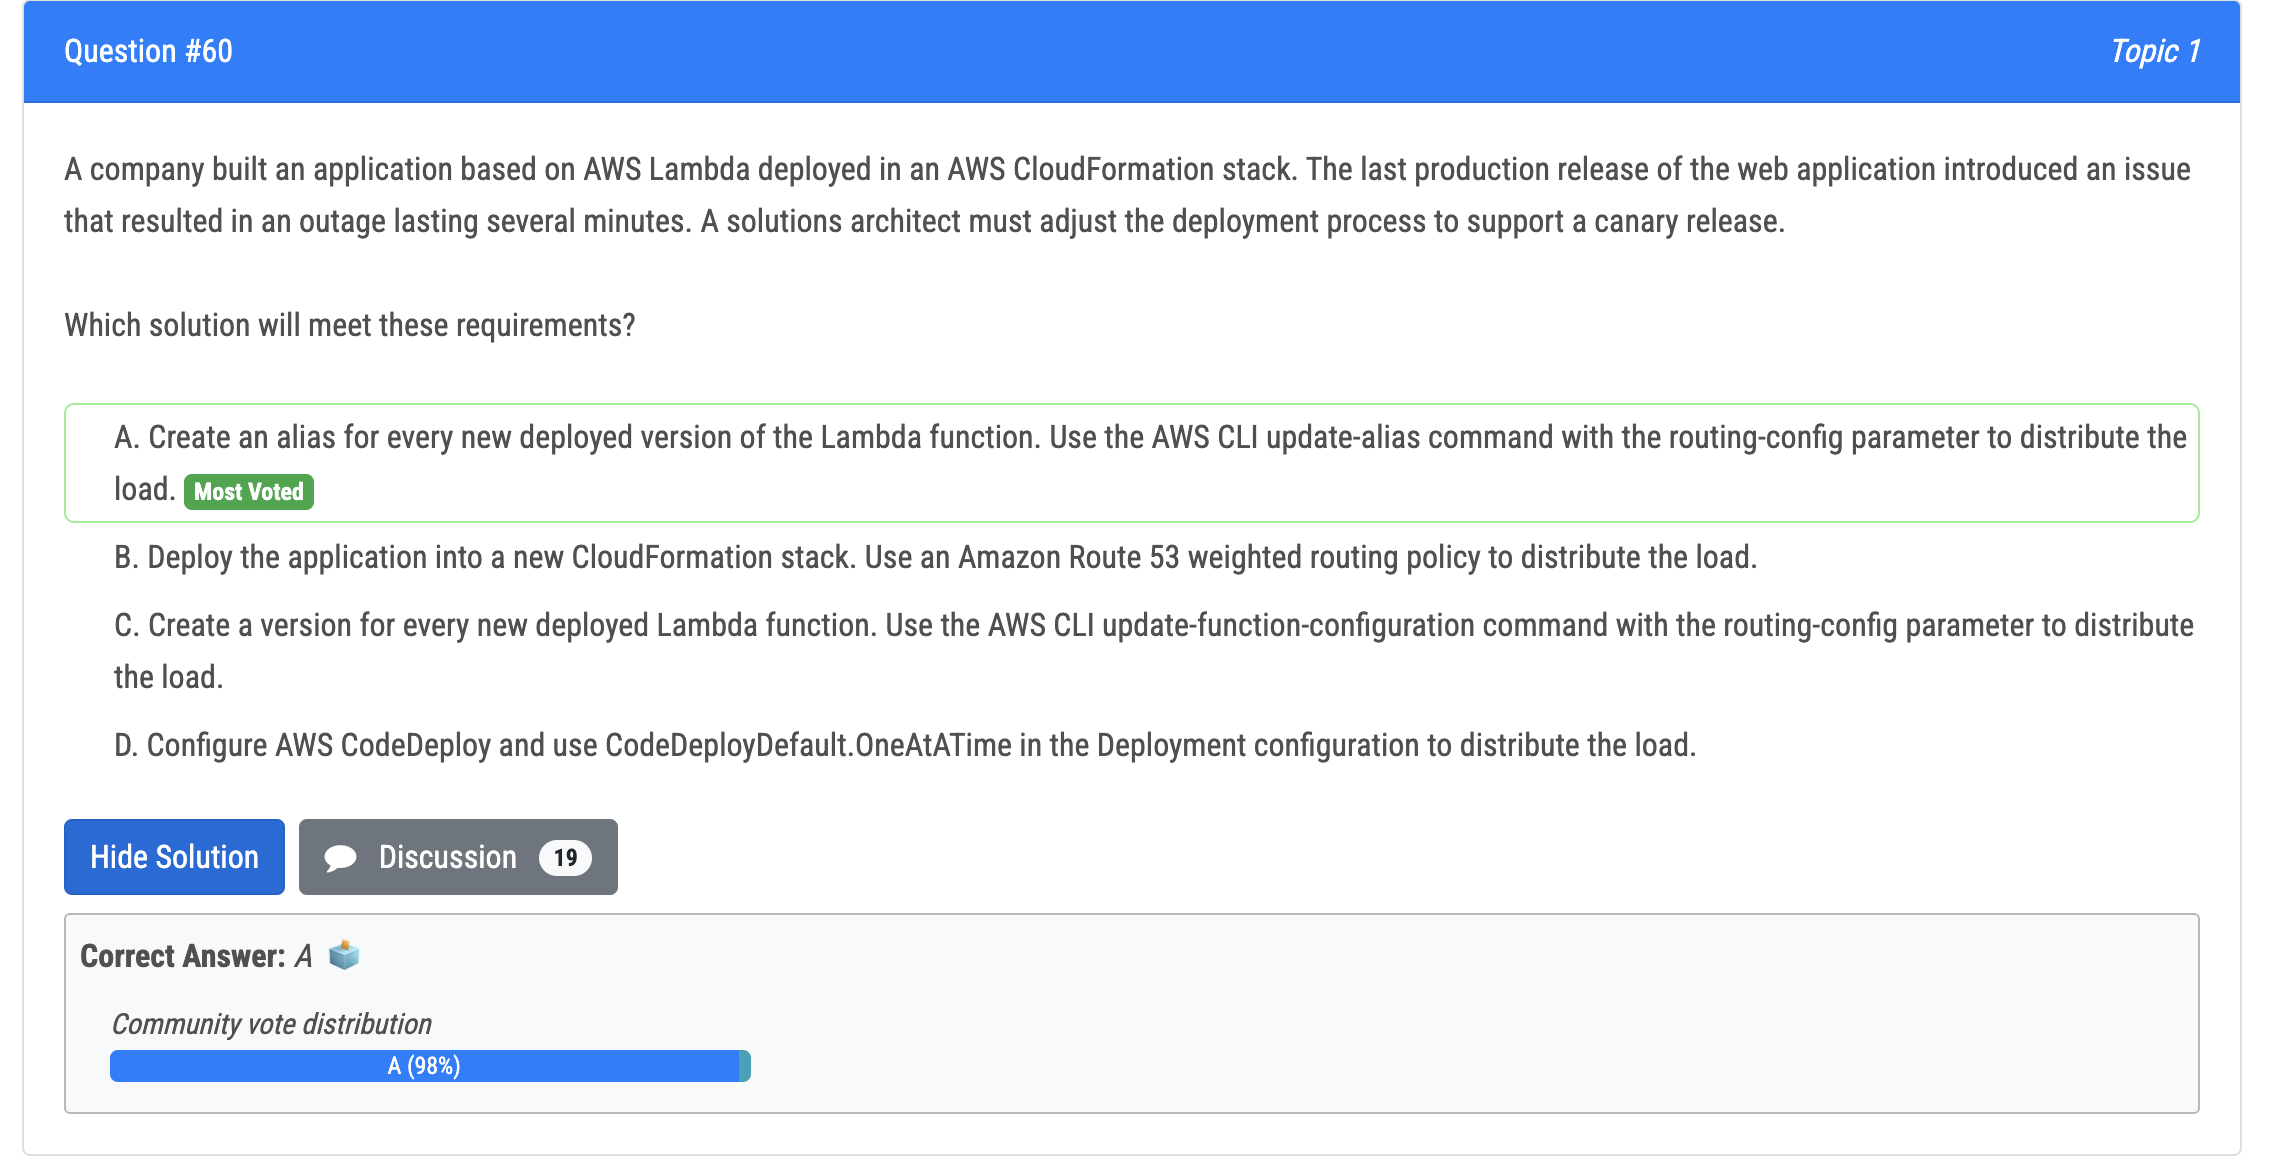 Question #60
Topic 1
A company built an application based on AWS Lambda deployed in an AWS CloudFormation stack. The last production release of the web application introduced an issue
that resulted in an outage lasting several minutes. A solutions architect must adjust the deployment process to support a canary release.
Which solution will meet these requirements?
A. Create an alias for every new deployed version of the Lambda function. Use the AWS CLI update-alias command with the routing-config parameter to distribute the
load. Most Voted
B. Deploy the application into a new CloudFormation stack. Use an Amazon Route 53 weighted routing policy to distribute the load.
C. Create a version for every new deployed Lambda function. Use the AWS CLI update-function-configuration command with the routing-config parameter to distribute
the load.
D. Configure AWS CodeDeploy and use CodeDeployDefault.OneAtATime in the Deployment configuration to distribute the load.
Hide Solution
Discussion 19
Correct Answer: A
Community vote distribution
A (98%)